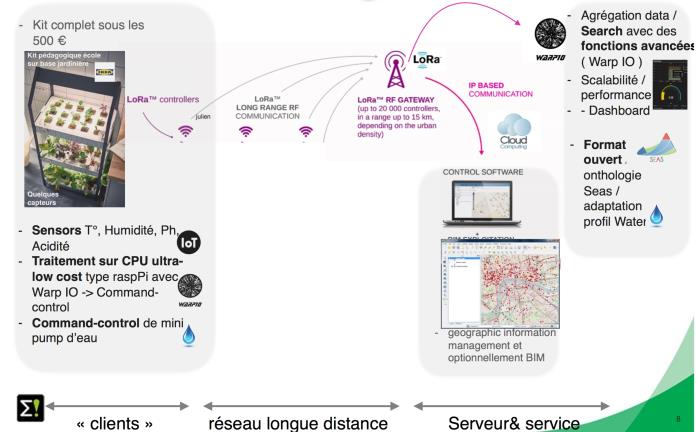 - Kit complet sous les
500 €
Kit pédagogique école
sur base jardinière
IKEA
Quelques
capteurs
- Sensors T°, Humidité, Ph,
Acidité
IoT
- Traitement sur CPU ultra-
low cost type raspPi avec
Warp IO -> Command-
control
WARP10
- Command-control de mini
pump d'eau
LoRa™ controllers
julien
LoRa™
LONG RANGE RF
COMMUNICATION
LoRa
LoRa™ RF GATEWAY
(up to 20 000 controllers,
in a range up to 15 km,
depending on the urban
density)
IP BASED
COMMUNICATION
Cloud
Computing
CONTROL SOFTWARE
BIM EXPLOITATION
- geographic information
management et
optionnellement BIM
WARP10
- Agrégation data /
Search avec des
fonctions avancées
( Warp IO )
- Scalabilité /
performance
- - Dashboard
- Format
ouvert
onthologie
Seas /
adaptation
profil Water
SEAS
Σ!
« clients »
réseau longue distance
Serveur& service
8